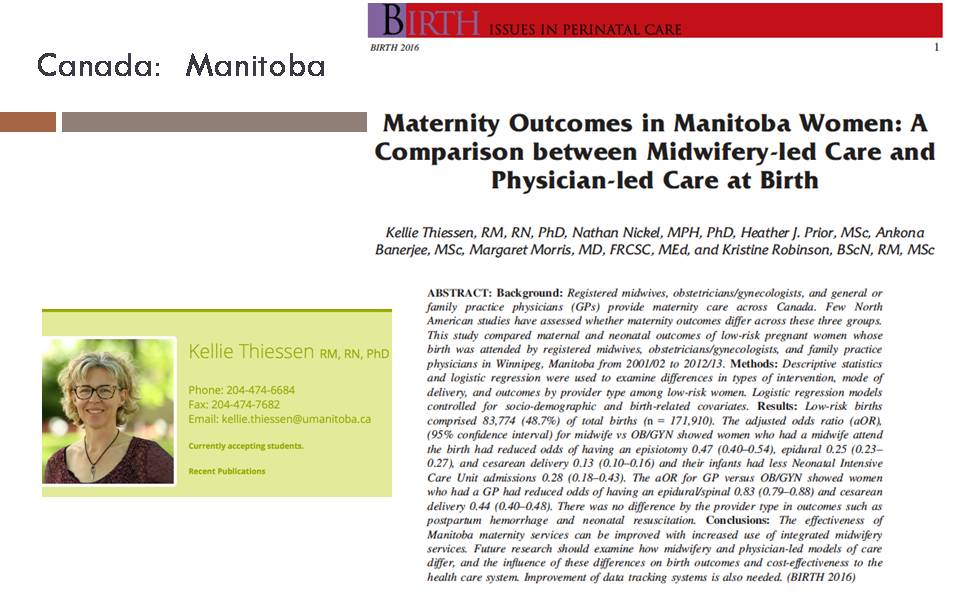 Canada: Manitoba
BIRTH ISSUES IN PERINATAL CARE
BIRTH 2016
1
Maternity Outcomes in Manitoba Women: A
Comparison between Midwifery-led Care and
Physician-led Care at Birth
Kellie Thiessen, RM, RN, PhD, Nathan Nickel, MPH, PhD, Heather J. Prior, MSc, Ankona
Banerjee, MSc, Margaret Morris, MD, FRCSC, MEd, and Kristine Robinson, BScN, RM, MSc
ABSTRACT: Background: Registered midwives, obstetricians/gynecologists, and general or
family practice physicians (GPs) provide maternity care across Canada. Few North
American studies have assessed whether maternity outcomes differ across these three groups.
This study compared maternal and neonatal outcomes of low-risk pregnant women whose
birth was attended by registered midwives, obstetricians/gynecologists, and family practice
physicians in Winnipeg, Manitoba from 2001/02 to 2012/13. Methods: Descriptive statistics
and logistic regression were used to examine differences in types of intervention, mode of
delivery, and outcomes by provider type among low-risk women. Logistic regression models
controlled for socio-demographic and birth-related covariates. Results: Low-risk births
comprised 83,774 (48.7%) of total births (n = 171,910). The adjusted odds ratio (aOR),
(95% confidence interval) for midwife vs OB/GYN showed women who had a midwife attend
the birth had reduced odds of having an episiotomy 0.47 (0.40–0.54), epidural 0.25 (0.23–
0.27), and cesarean delivery 0.13 (0.10–0.16) and their infants had less Neonatal Intensive
Care Unit admissions 0.28 (0.18–0.43). The aOR for GP versus OB/GYN showed women
who had a GP had reduced odds of having an epidural/spinal 0.83 (0.79–0.88) and cesarean
delivery 0.44 (0.40–0.48). There was no difference by the provider type in outcomes such as
postpartum hemorrhage and neonatal resuscitation. Conclusions: The effectiveness of
Manitoba maternity services can be improved with increased use of integrated midwifery
services. Future research should examine how midwifery and physician-led models of care
differ, and the influence of these differences on birth outcomes and cost-effectiveness to the
health care system. Improvement of data tracking systems is also needed. (BIRTH 2016)
Kellie Thiessen RM, RN, PhD
Phone: 204-474-6684
Fax: 204-474-7682
Email: kellie.thiessen@umanitoba.ca
Currently accepting students.
Recent Publications